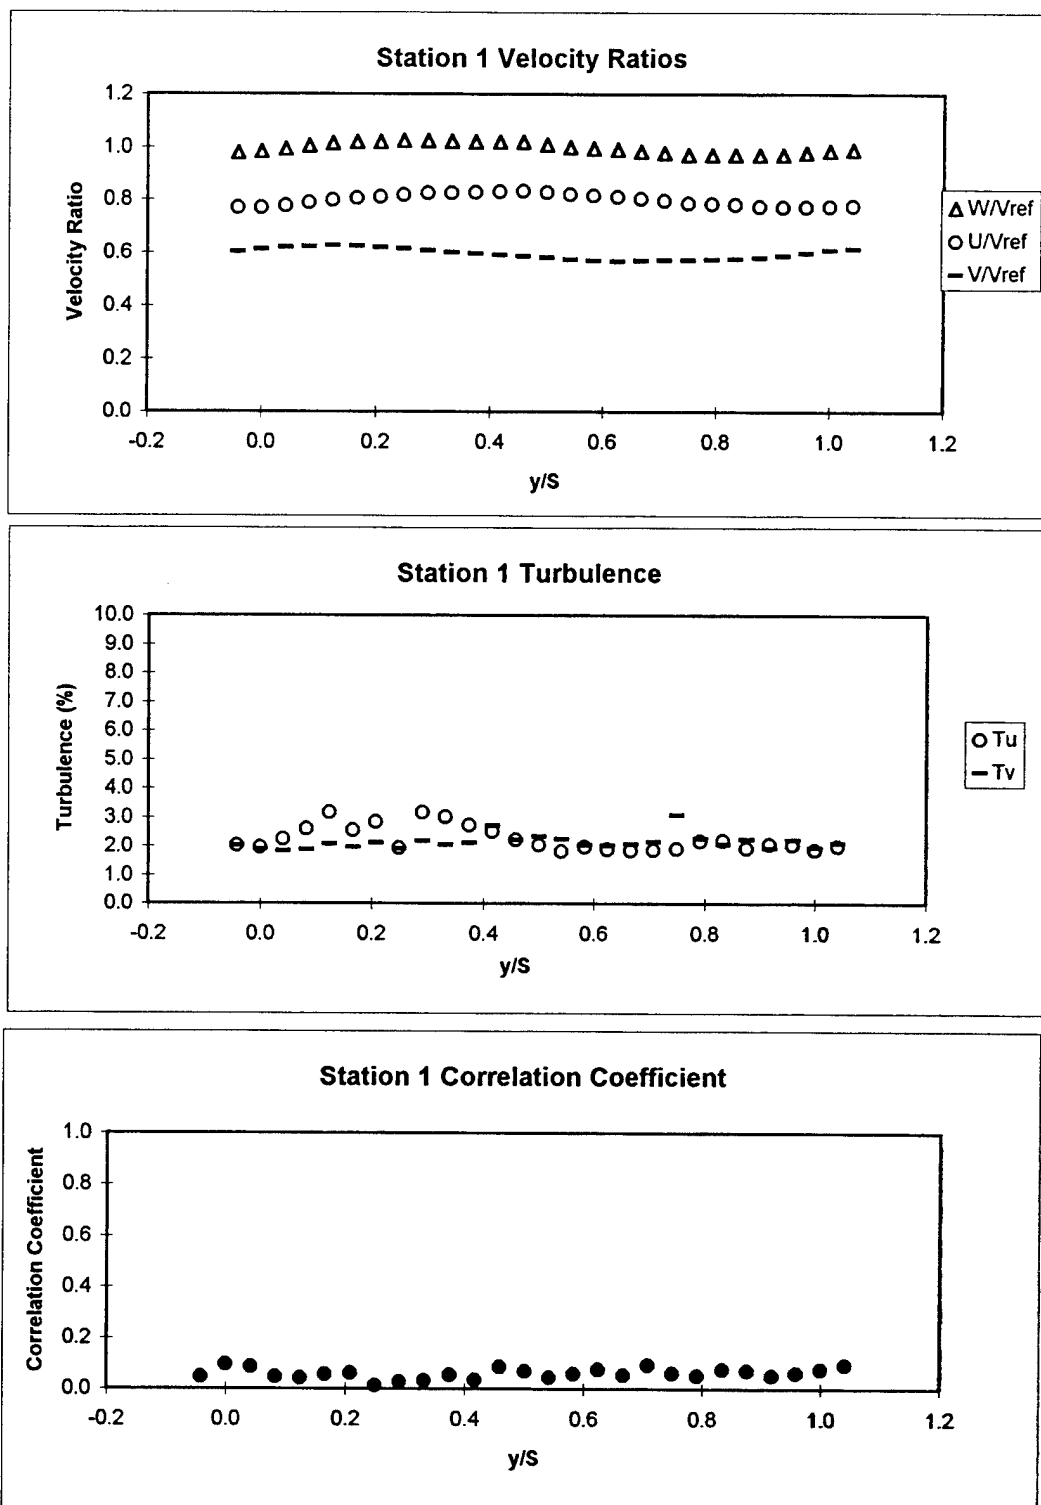 Station 1 Velocity Ratios
1.2
1.0
0.8
0.6
0.4
0.2
0.0
Velocity Ratio
-0.2 0.0 0.2 0.4 0.6 0.8 1.0 1.2
y/S
W/Vref
U/Vref
V/Vref
Station 1 Turbulence
10.0
9.0
8.0
7.0
6.0
5.0
4.0
3.0
2.0
1.0
0.0
Turbulence (%)
-0.2 0.0 0.2 0.4 0.6 0.8 1.0 1.2
y/S
Tu
Tv
Station 1 Correlation Coefficient
1.0
0.8
0.6
0.4
0.2
0.0
Correlation Coefficient
-0.2 0.0 0.2 0.4 0.6 0.8 1.0 1.2
y/S